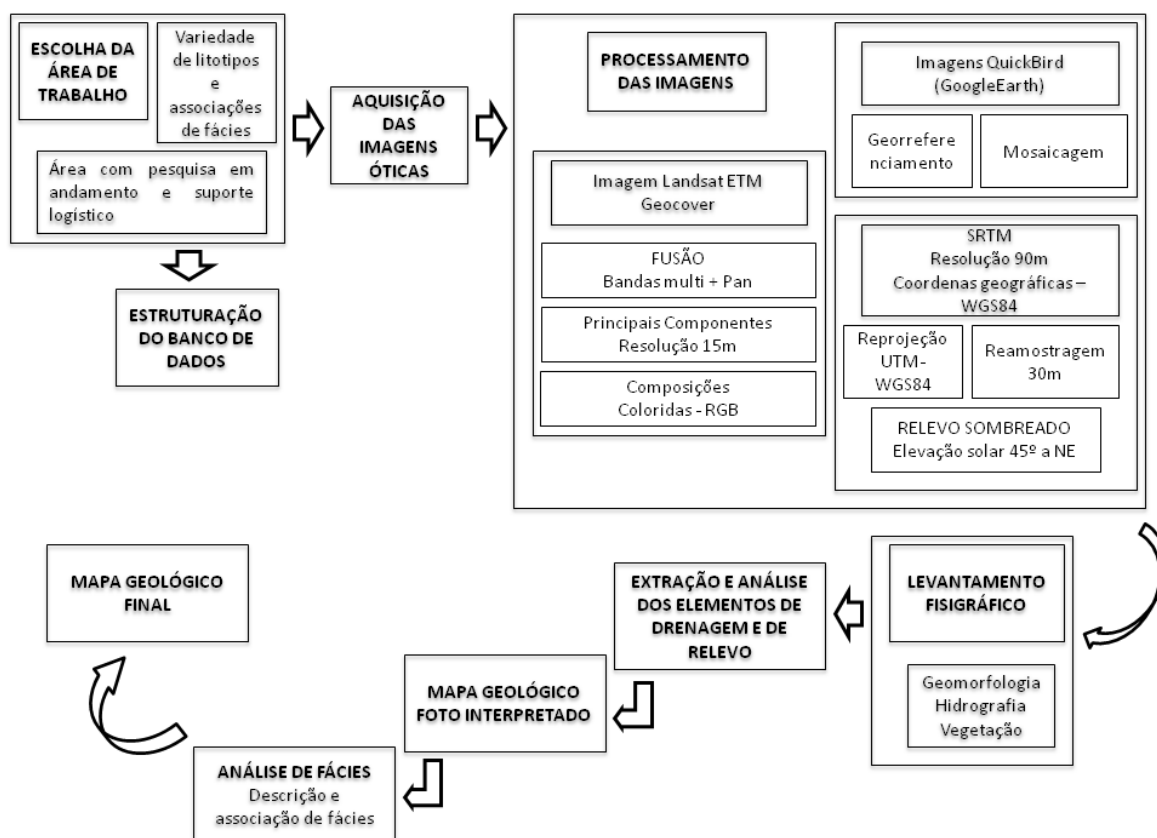 ESCOLHA DA
ÁREA DE
TRABALHO
Variedade
de litotipos
e
associações
de fácies
Área com pesquisa em
andamento e suporte
logístico
ESTRUTURAÇÃO
DO BANCO DE
DADOS
AQUISIÇÃO
DAS
IMAGENS
ÓTICAS
PROCESSAMENTO
DAS IMAGENS
Imagem Landsat ETM
Geocover
FUSÃO
Bandas multi + Pan
Principais Componentes
Resolução 15m
Composições
Coloridas - RGB
Imagens QuickBird
(GoogleEarth)
Georrefere
nciamento
Mosaicagem
SRTM
Resolução 90m
Coordenas geográficas –
WGS84
Reprojeção
UTM-
WGS84
Reamostragem
30m
RELEVO SOMBREADO
Elevação solar 45º a NE
LEVANTAMENTO
FISIGRÁFICO
Geomorfologia
Hidrografia
Vegetação
EXTRAÇÃO E ANÁLISE
DOS ELEMENTOS DE
DRENAGEM E DE
RELEVO
MAPA GEOLÓGICO
FOTO INTERPRETADO
ANÁLISE DE FÁCIES
Descrição e
associação de fácies
MAPA GEOLÓGICO
FINAL